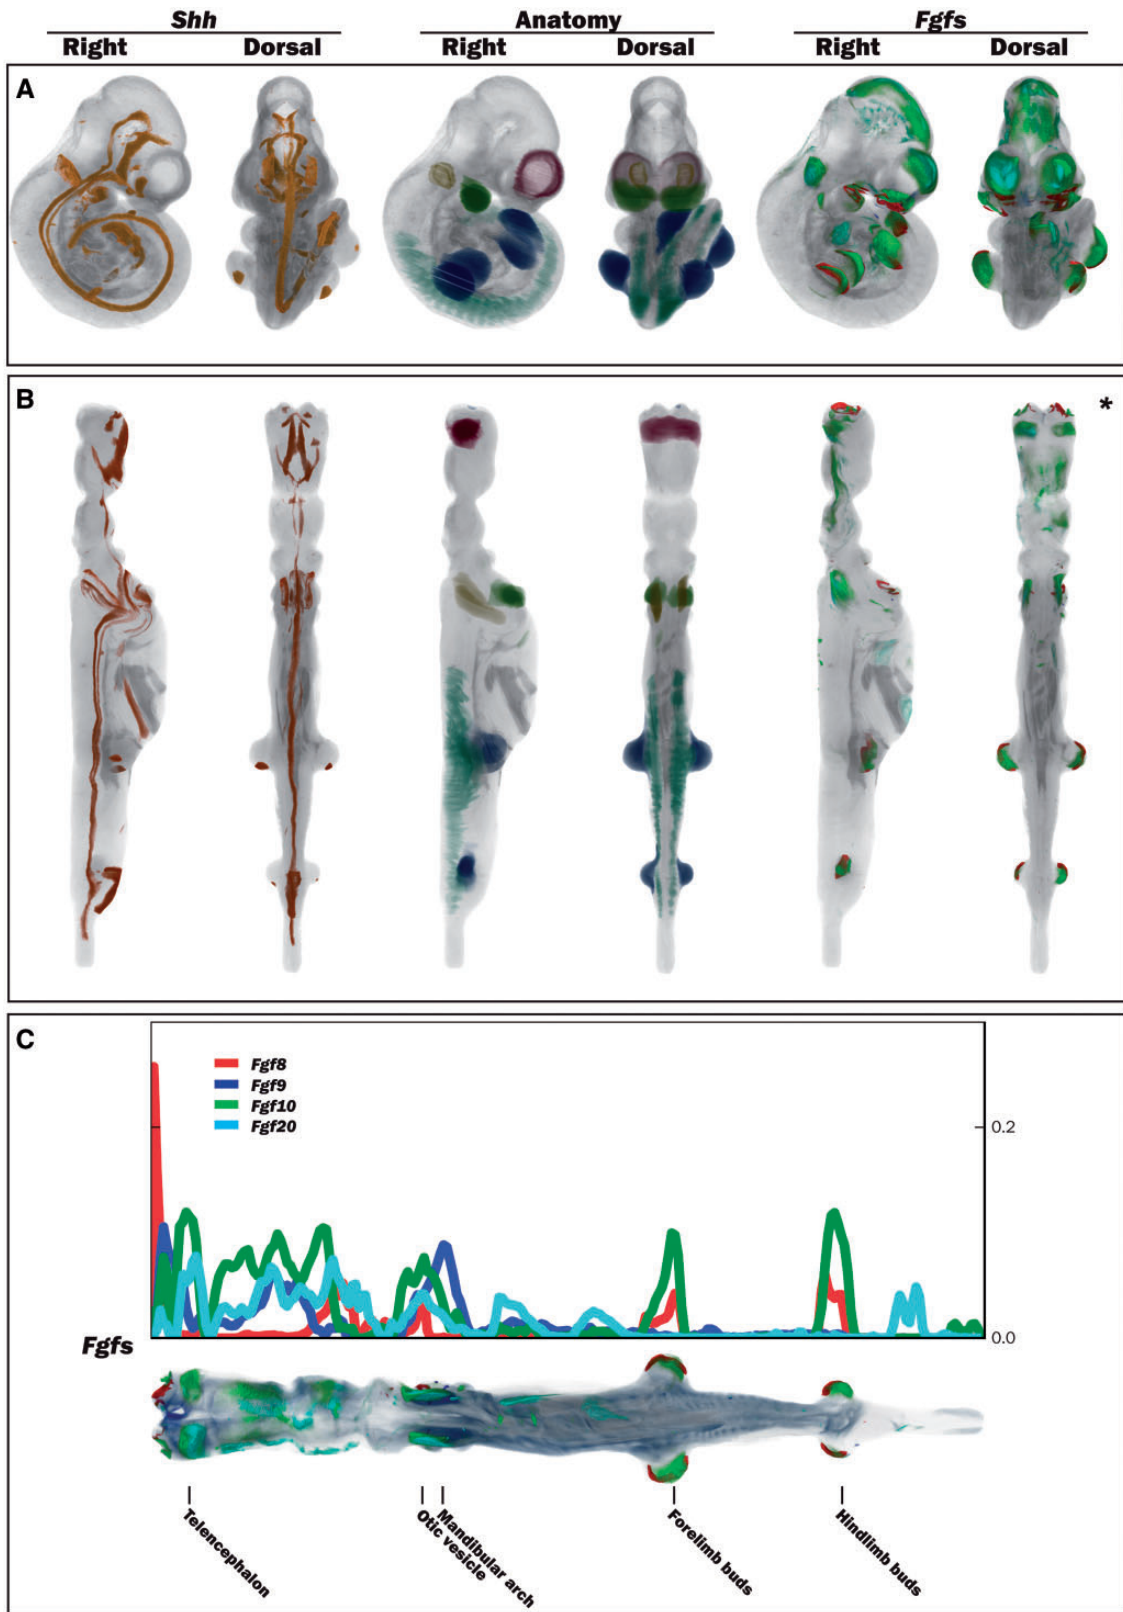 Shh Anatomy Fgfs
Right Dorsal Right Dorsal Right Dorsal
A
B
*
C
Fgf8
Fgf9
Fgf10
Fgf20
0.2
0.0
Fgfs
Telencephalon
Otic vesicle
Mandibular arch
Forelimb buds
Hindlimb buds